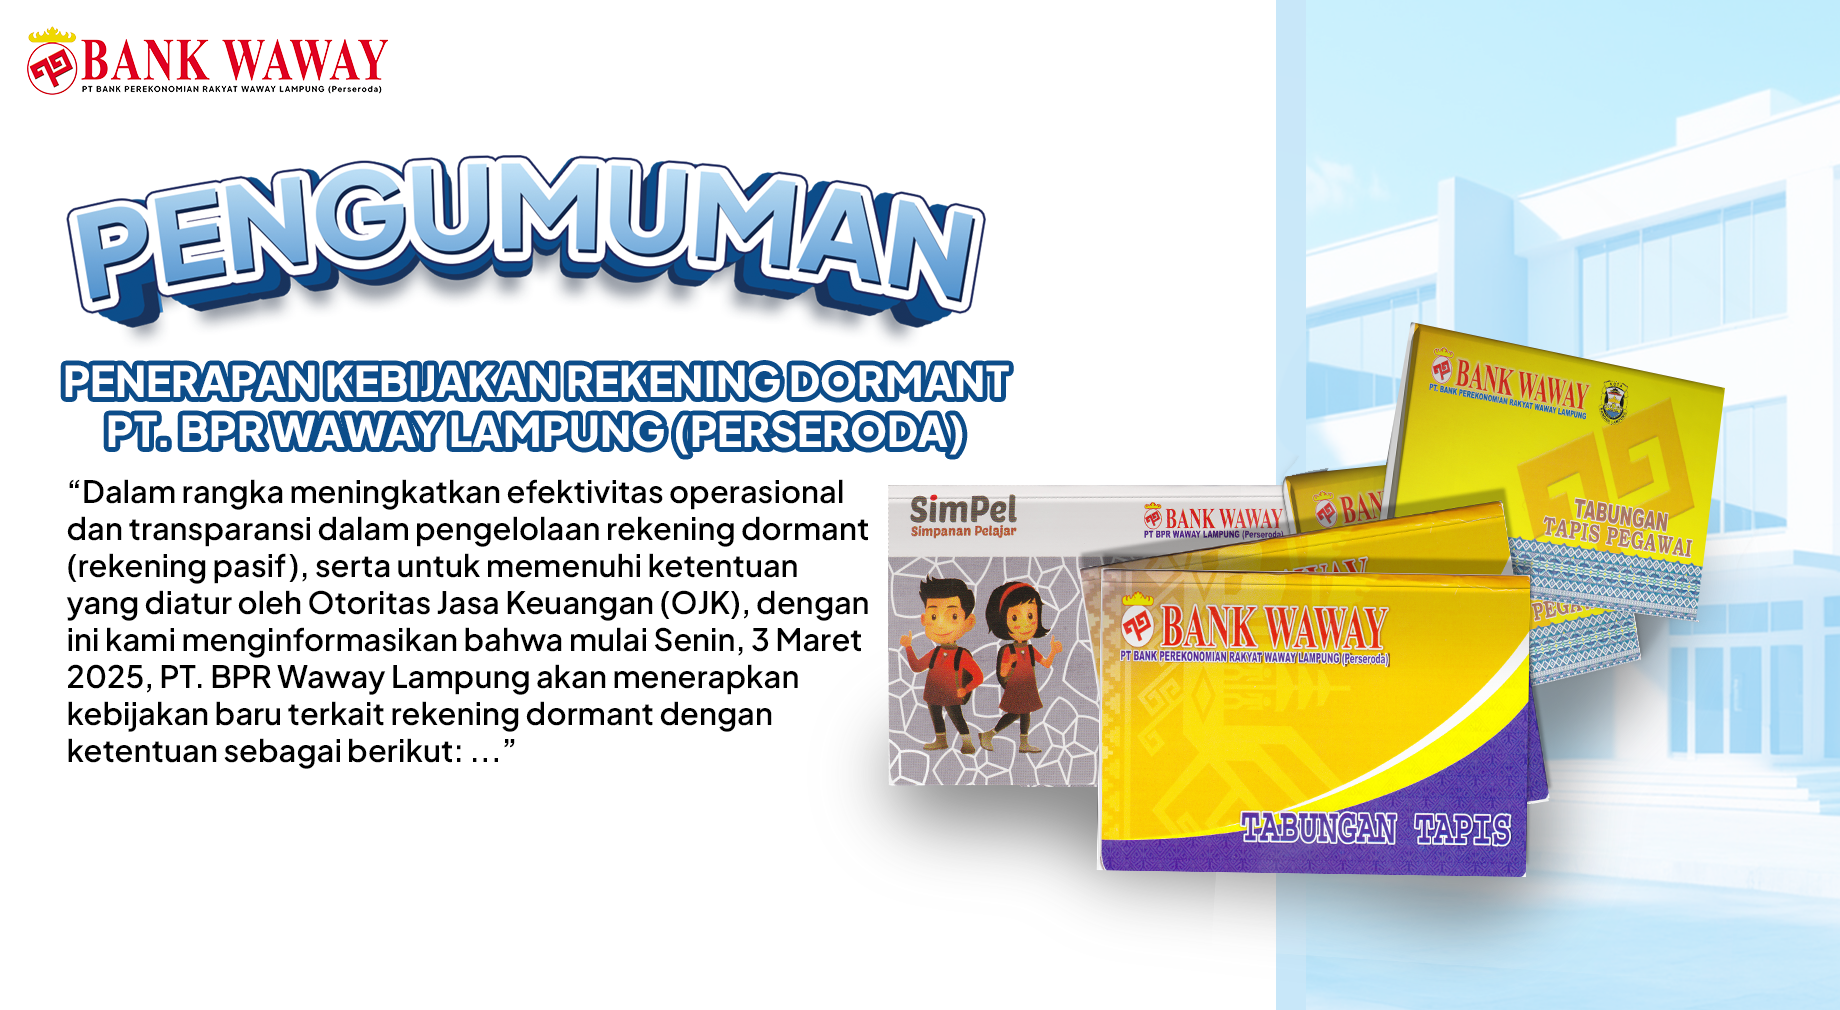 BANK WAWAY
PT BANK PEREKONOMIAN RAKYAT WAWAY LAMPUNG (Perseroda)
PENGUMUMAN
PENERAPAN KEBIJAKAN REKENING DORMANT
PT. BPR WAWAY LAMPUNG (PERSERODA)
“Dalam rangka meningkatkan efektivitas operasional
dan transparansi dalam pengelolaan rekening dormant
(rekening pasif), serta untuk memenuhi ketentuan
yang diatur oleh Otoritas Jasa Keuangan (OJK), dengan
ini kami menginformasikan bahwa mulai Senin, 3 Maret
2025, PT. BPR Waway Lampung akan menerapkan
kebijakan baru terkait rekening dormant dengan
ketentuan sebagai berikut: ...”
SimPel
Simpanan Pelajar
BANK WAWAY
PT BPR WAWAY LAMPUNG (Perseroda)
BANK
BANK WAWAY
PT. BANK PEREKONOMIAN RAKYAT WAWAY LAMPUNG
TABUNGAN
TAPIS PEGAWAI
BANK WAWAY
PT BANK PEREKONOMIAN RAKYAT WAWAY LAMPUNG (Perseroda)
TABUNGAN TAPIS